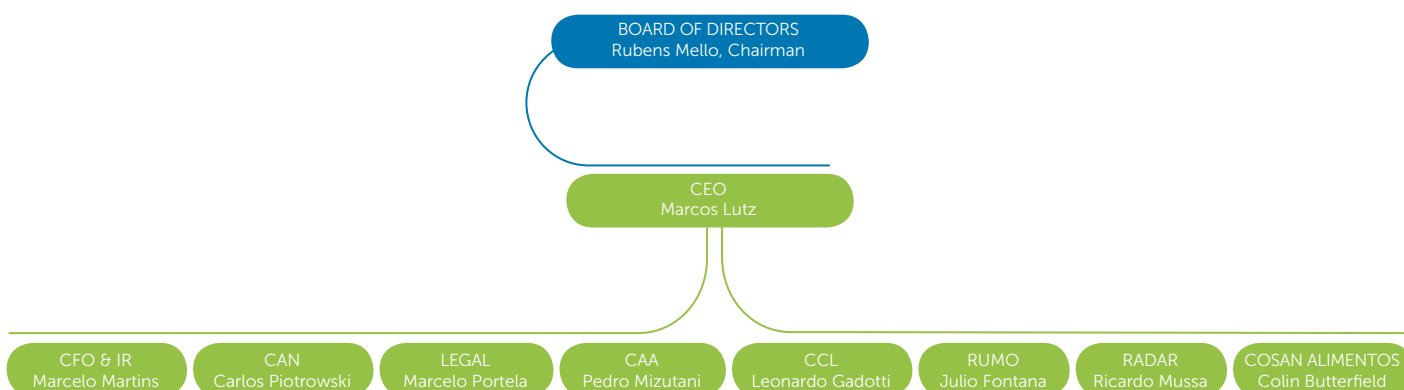 BOARD OF DIRECTORS
Rubens Mello, Chairman
CEO
Marcos Lutz
CFO & IR
Marcelo Martins
CAN
Carlos Piotrowski
LEGAL
Marcelo Portela
CAA
Pedro Mizutani
CCL
Leonardo Gadotti
RUMO
Julio Fontana
RADAR
Ricardo Mussa
COSAN ALIMENTOS
Colin Butterfield